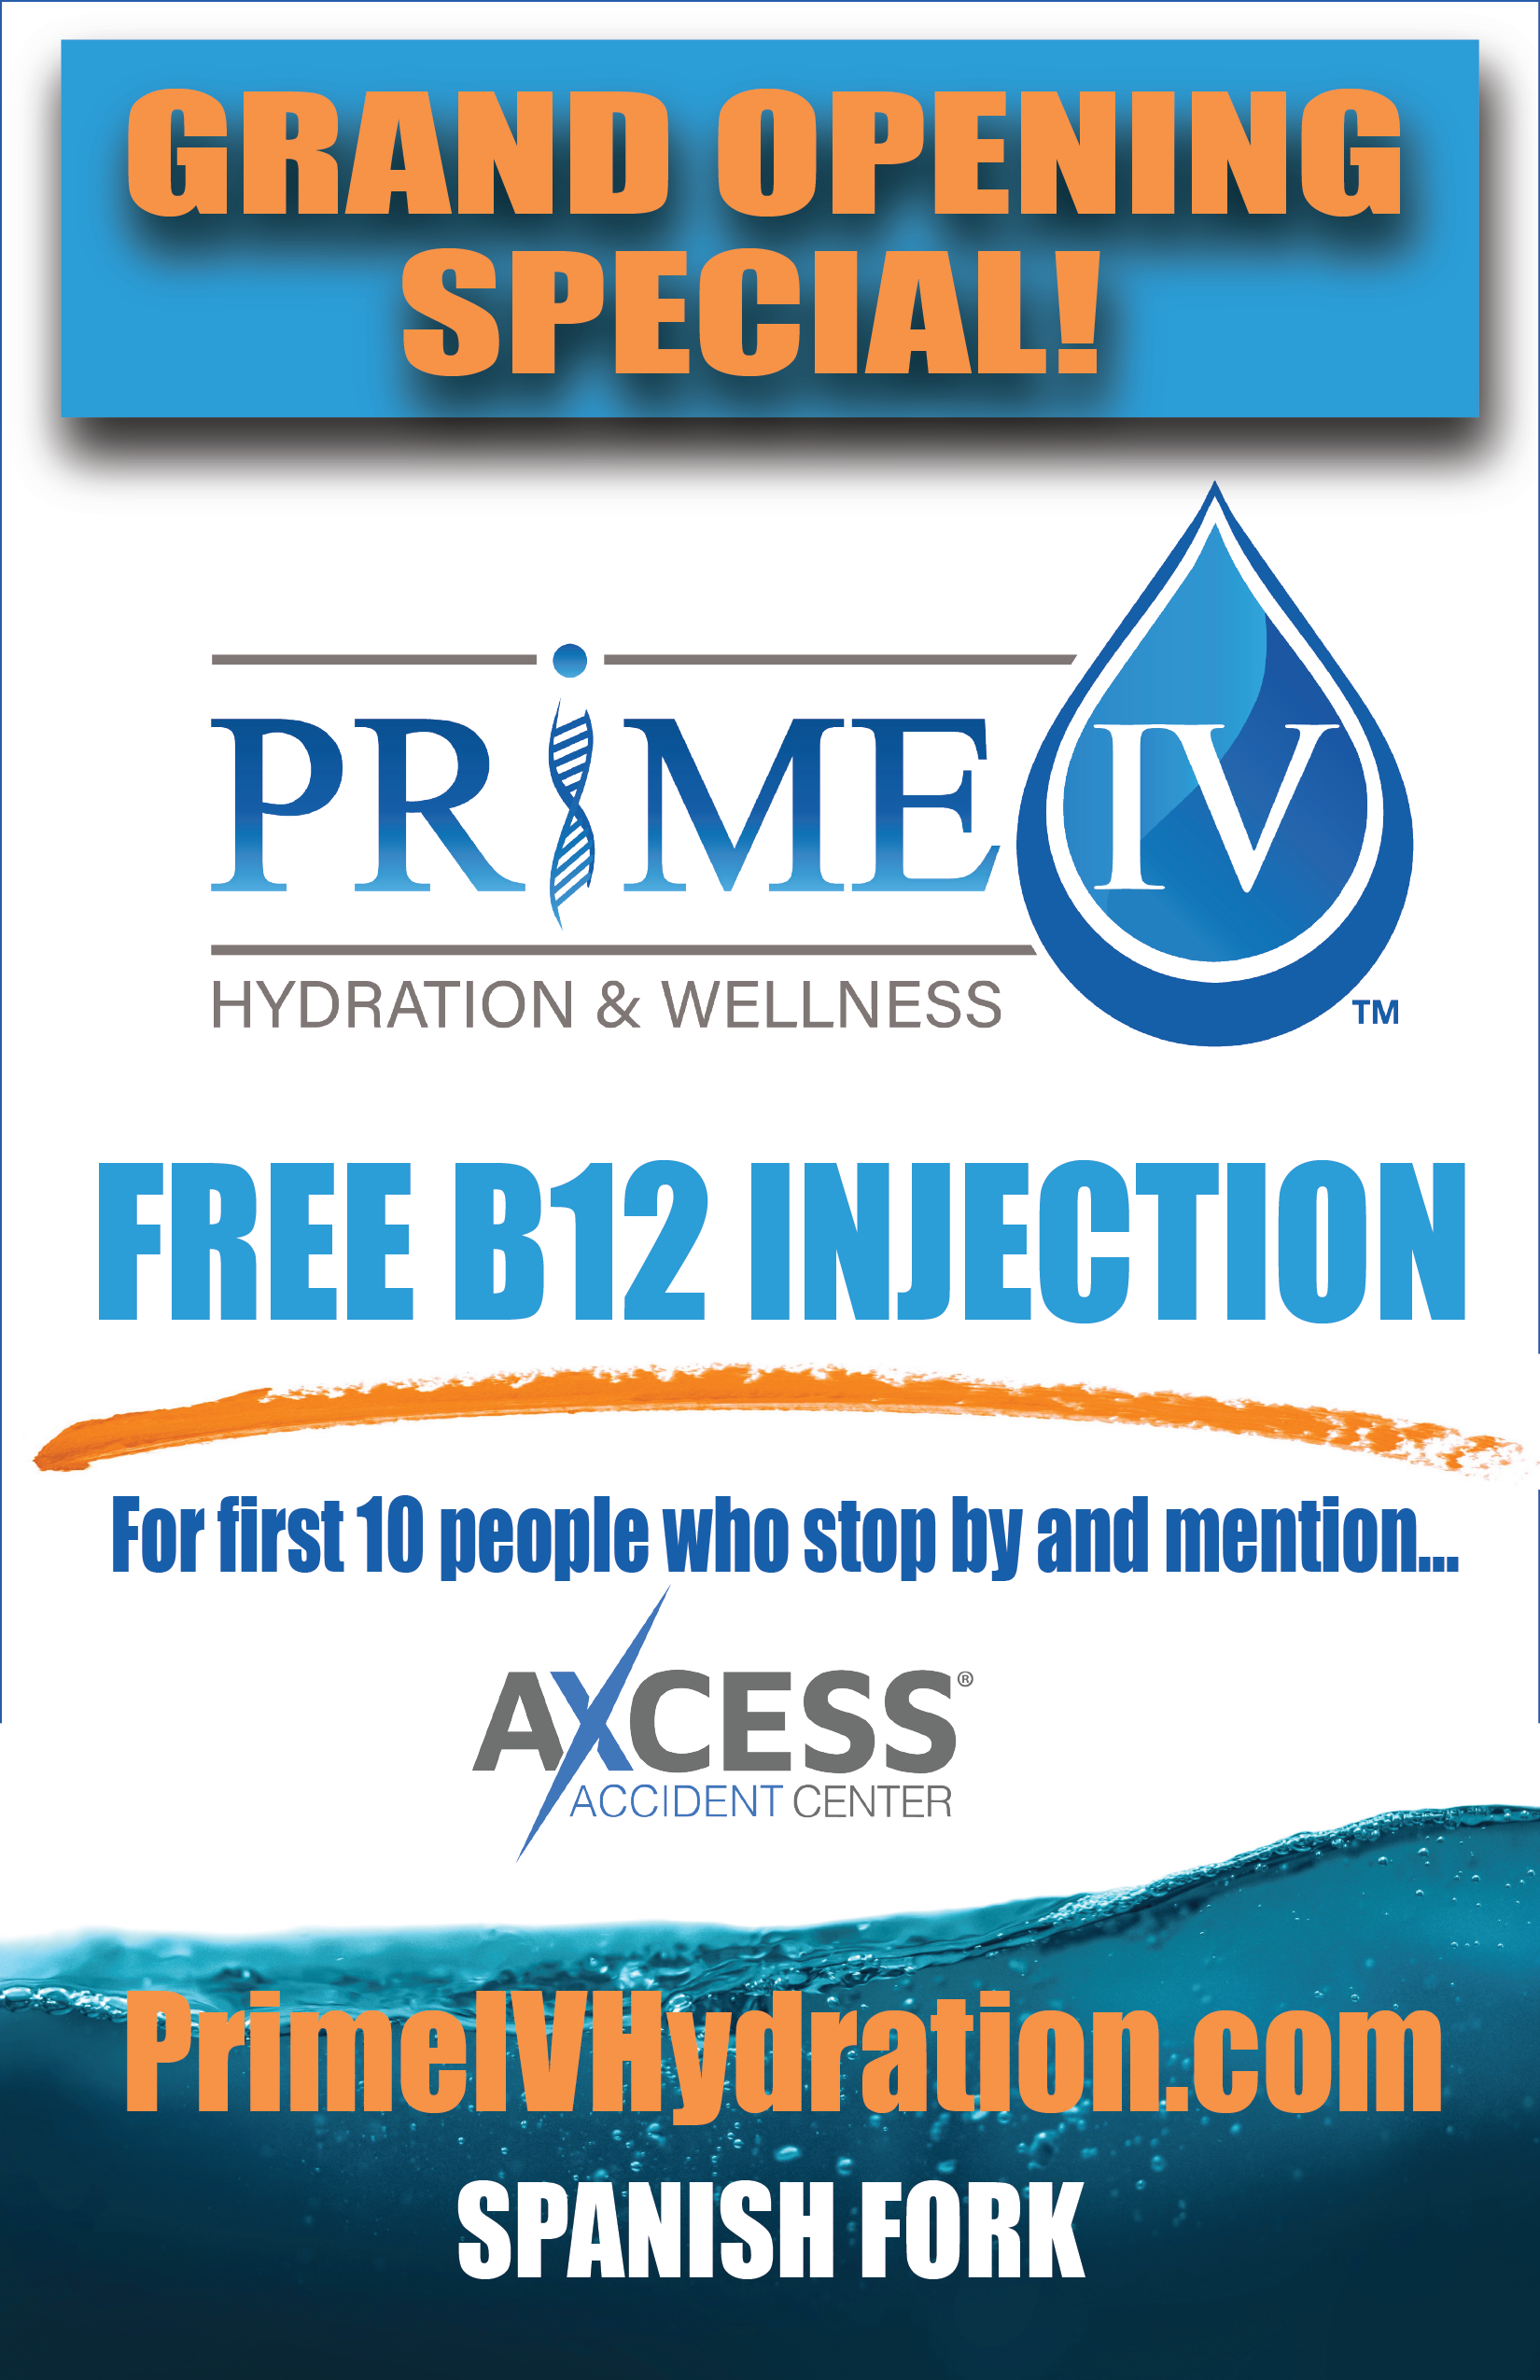 GRAND OPENING
SPECIAL!
PRiME IV
HYDRATION & WELLNESS ™
FREE B12 INJECTION
For first 10 people who stop by and mention...
AXCESS®
ACCIDENT CENTER
PrimeIVHydration.com
SPANISH FORK